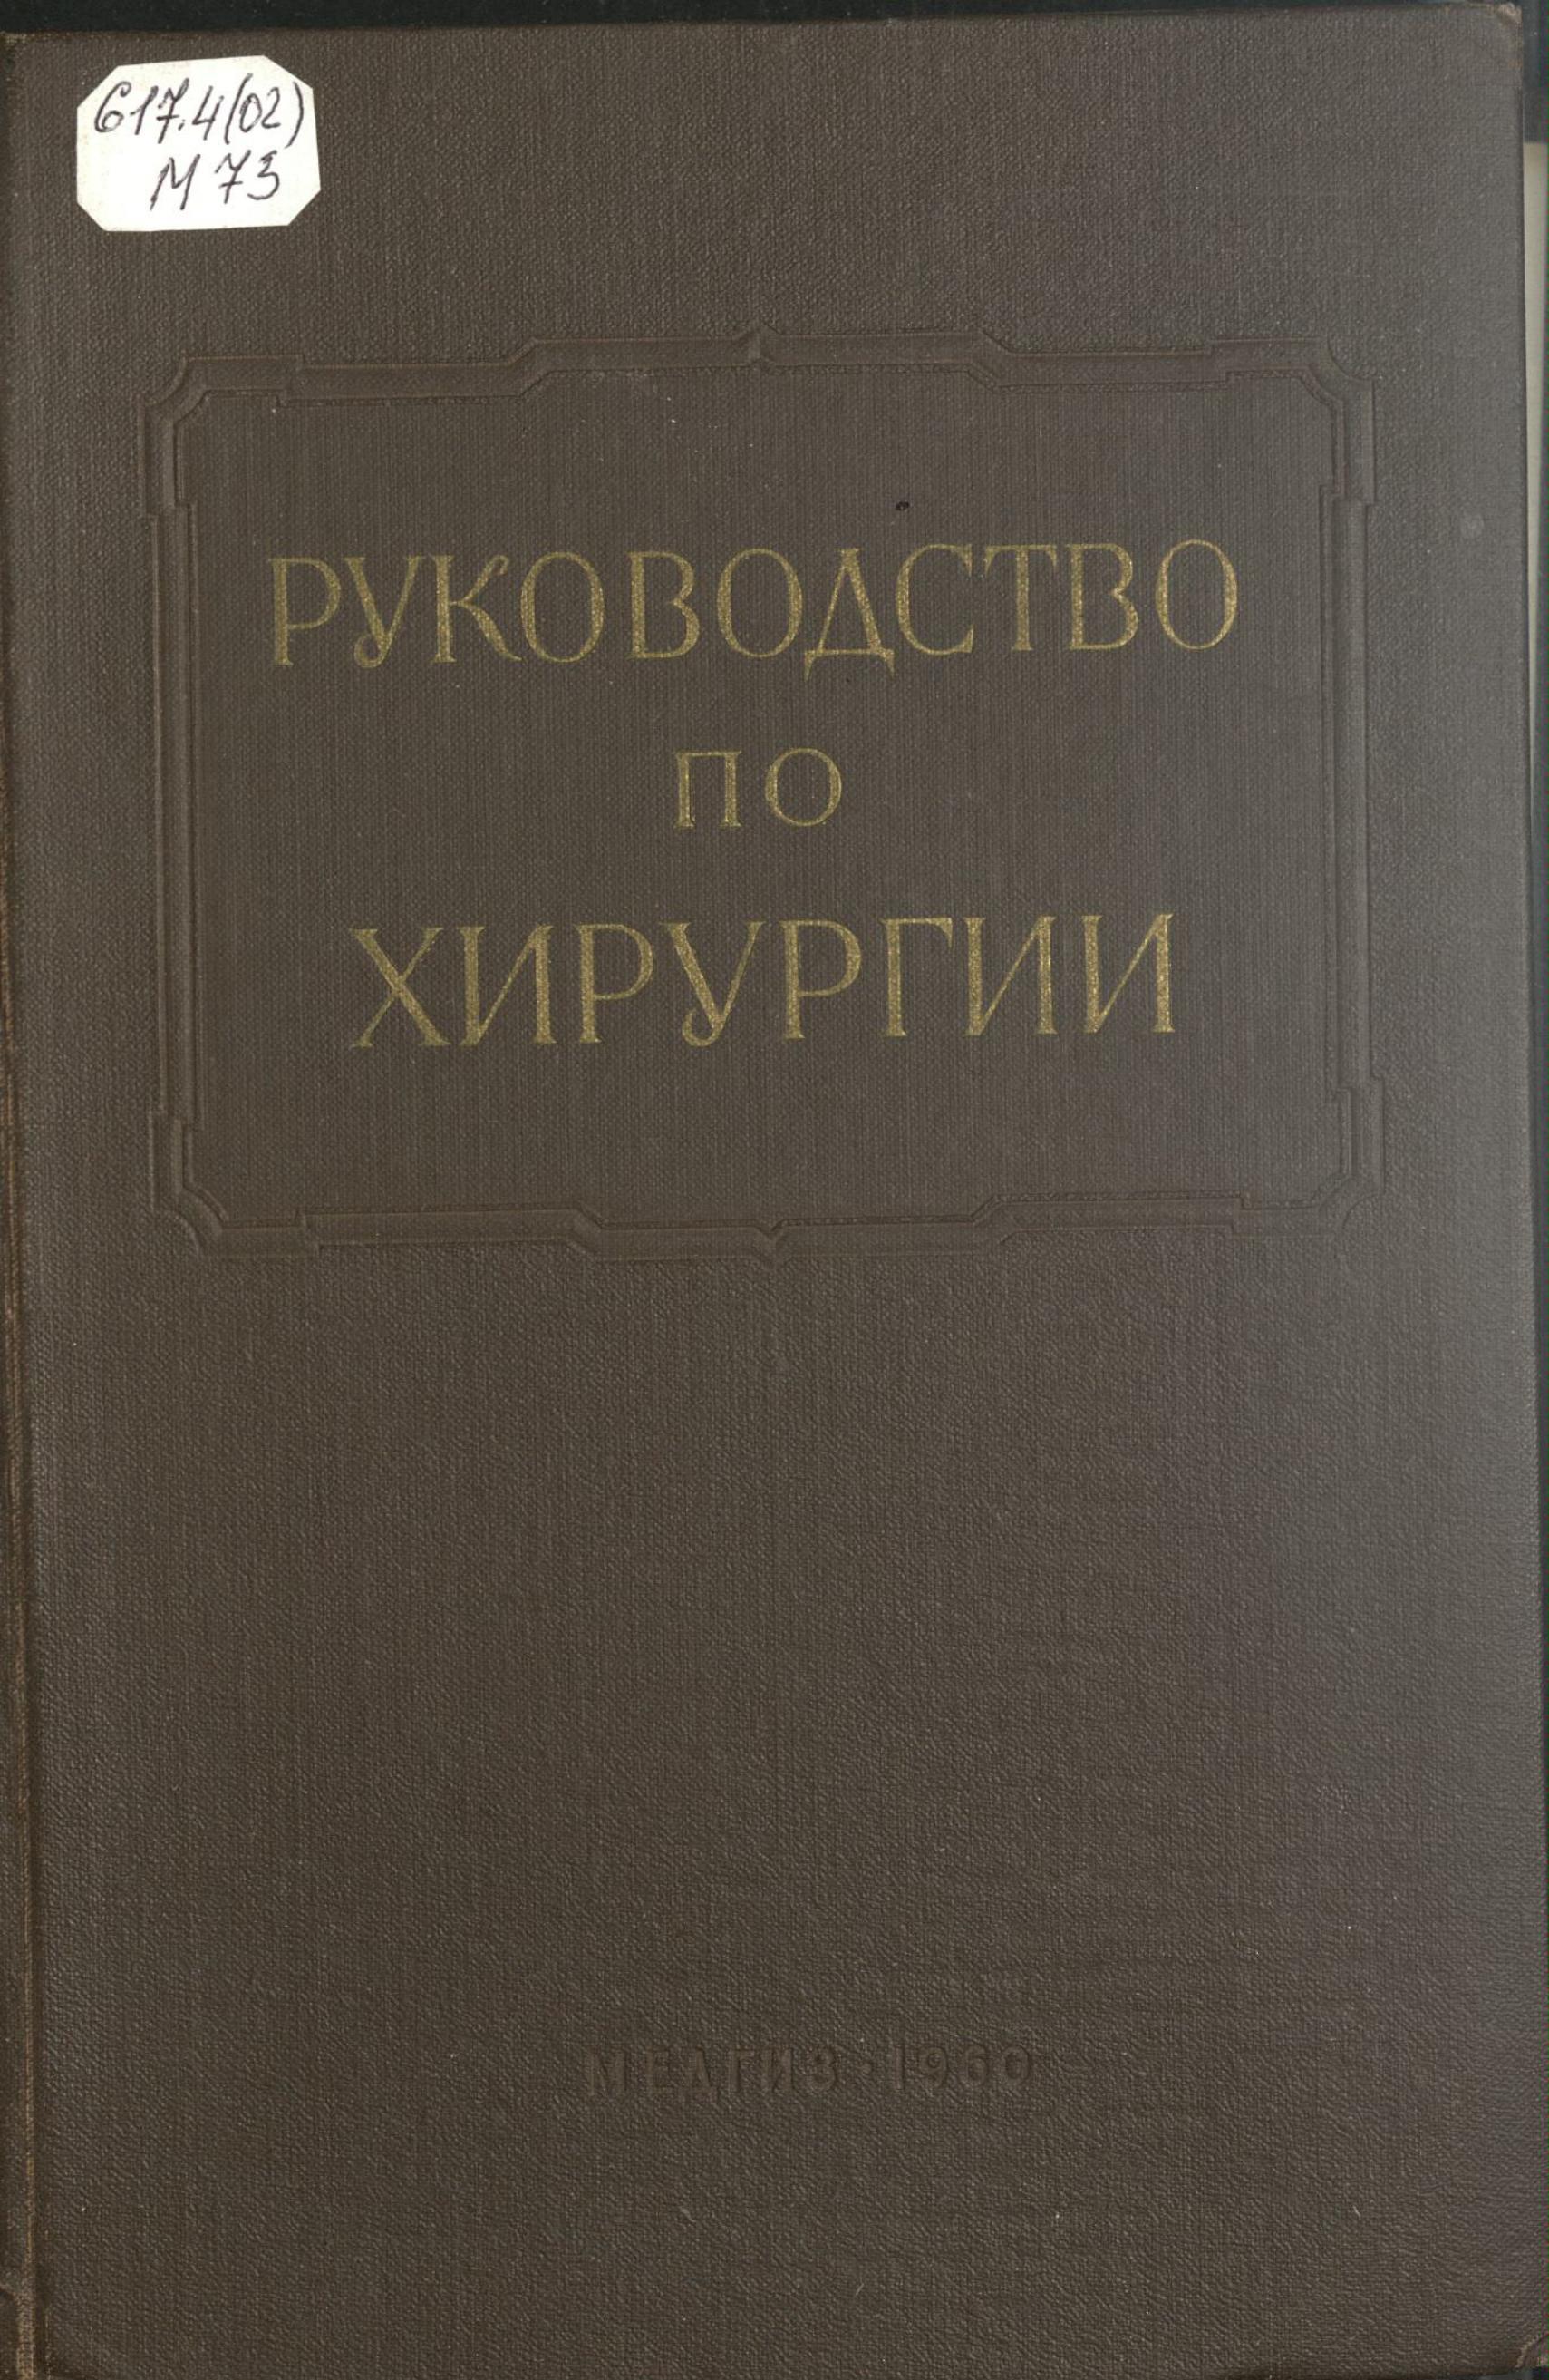 617.4(02)
М 73
РУКОВОДСТВО
ПО
ХИРУРГИИ
МЕДГИЗ·1960